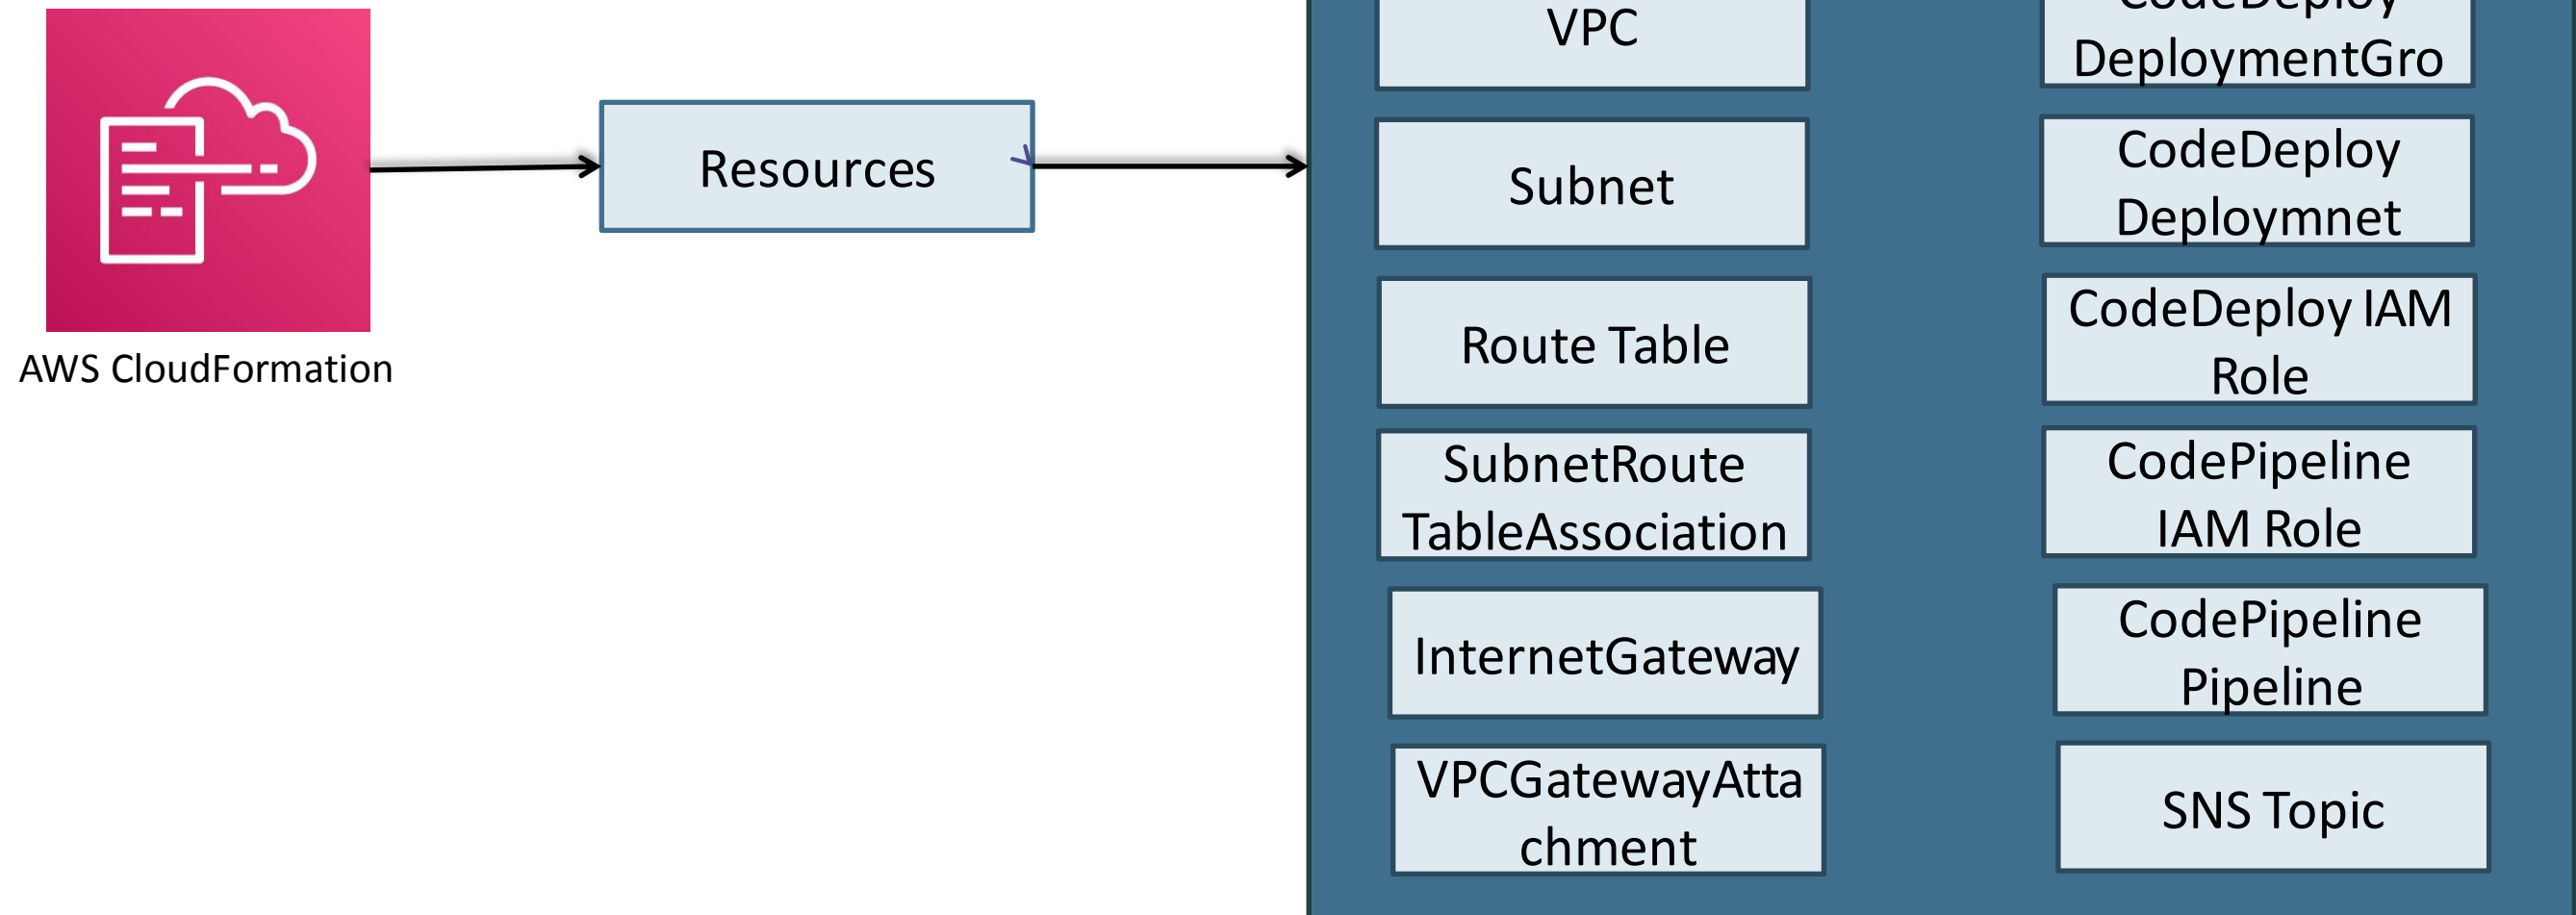 AWS CloudFormation
Resources
VPC
Subnet
Route Table
SubnetRoute
TableAssociation
InternetGateway
VPCGatewayAtta
chment
CodeDeploy
DeploymentGro
CodeDeploy
Deploymnet
CodeDeploy IAM
Role
CodePipeline
IAM Role
CodePipeline
Pipeline
SNS Topic